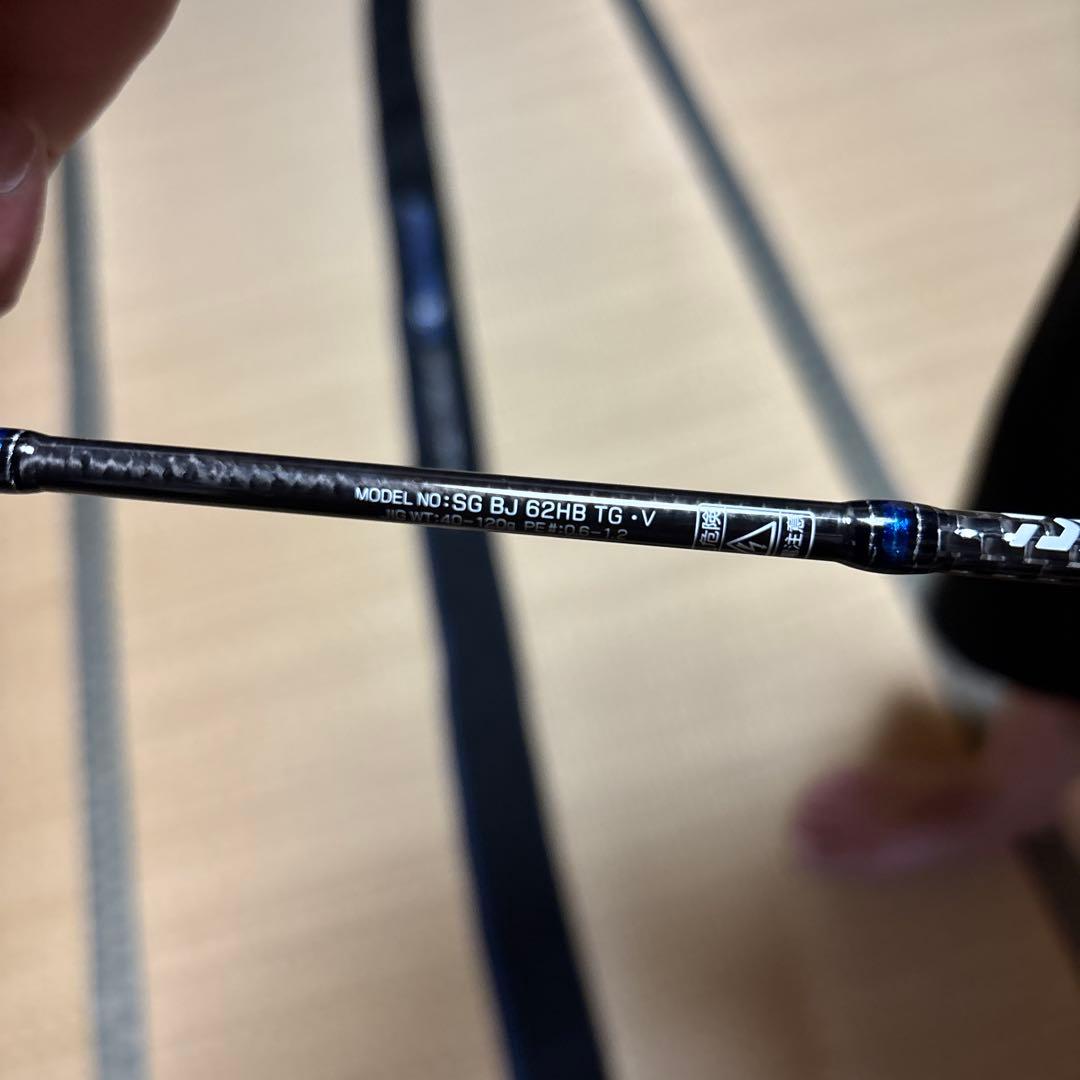 MODEL NO:SG BJ 62HB TG・V
JIG WT:40-120g PE#:0.6-1.2
危険
注意